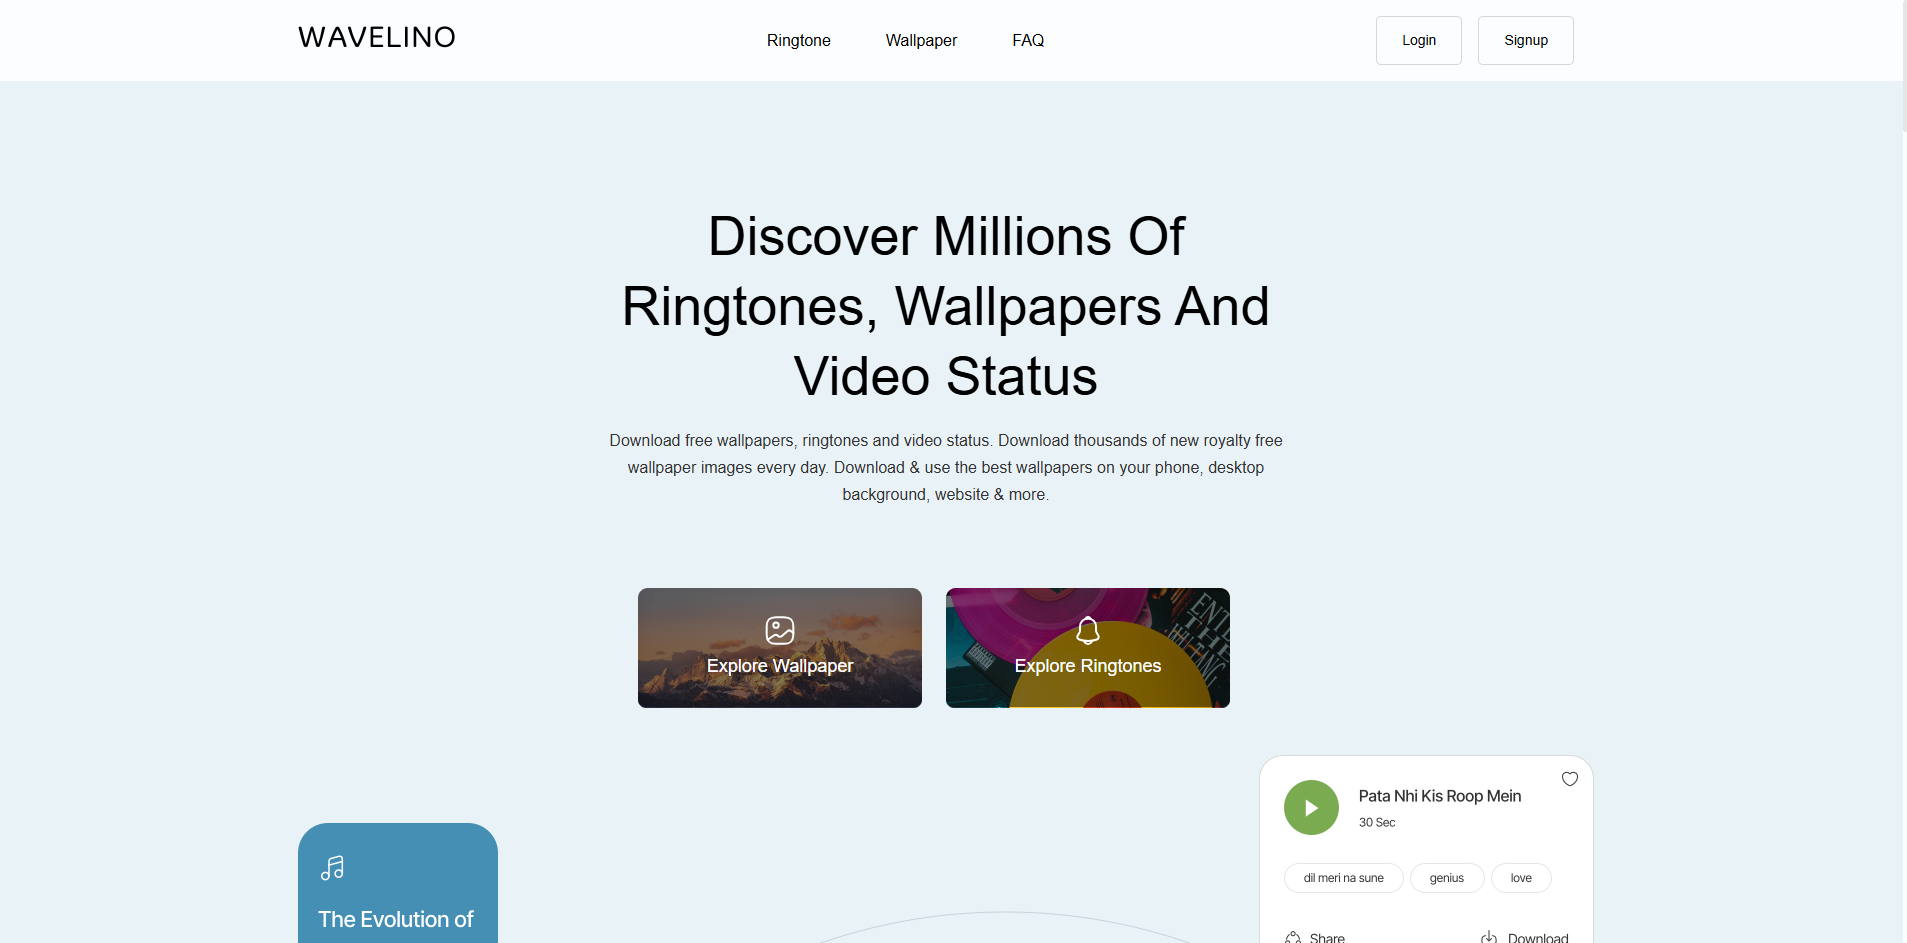 WAVELINO
Ringtone
Wallpaper
FAQ
Login
Signup
Discover Millions Of
Ringtones, Wallpapers And
Video Status
Download free wallpapers, ringtones and video status. Download thousands of new royalty free
wallpaper images every day. Download & use the best wallpapers on your phone, desktop
background, website & more.
Explore Wallpaper
Explore Ringtones
Pata Nhi Kis Roop Mein
30 Sec
dil meri na sune
genius
love
Share
Download
The Evolution of